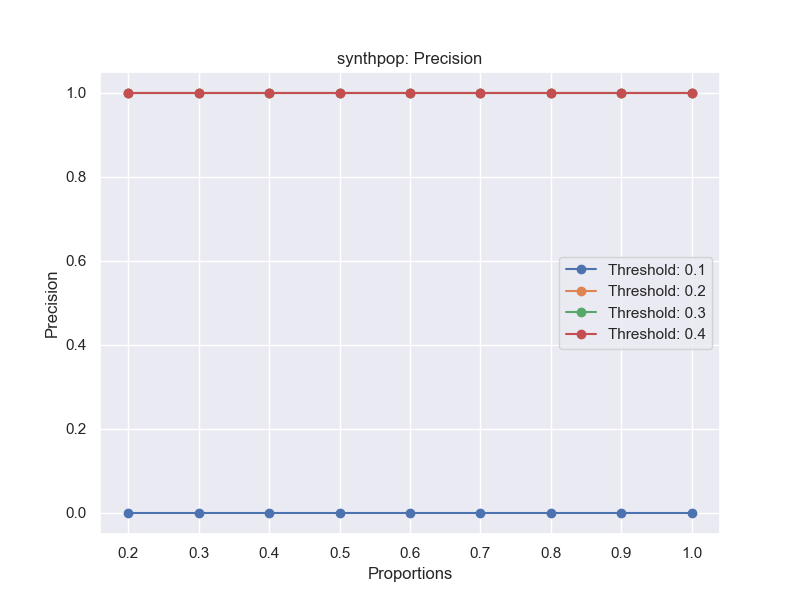 synthpop: Precision
1.0
0.8
0.6
0.4
0.2
0.0
Precision
Threshold: 0.1
Threshold: 0.2
Threshold: 0.3
Threshold: 0.4
0.2 0.3 0.4 0.5 0.6 0.7 0.8 0.9 1.0
Proportions